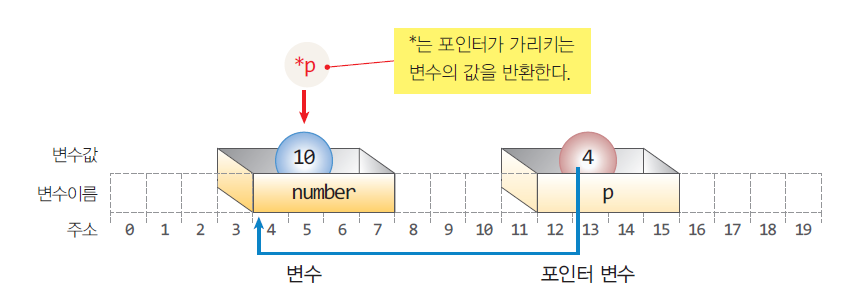 *p
*는 포인터가 가리키는
변수의 값을 반환한다.
변수값
10
4
변수이름
number
p
주소
0 1 2 3 4 5 6 7 8 9 10 11 12 13 14 15 16 17 18 19
변수
포인터 변수